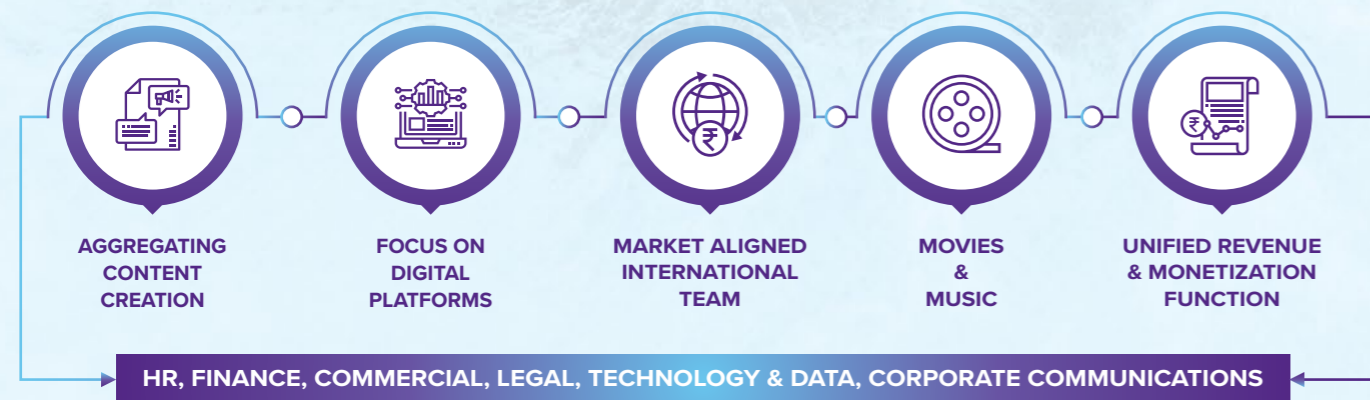 AGGREGATING
CONTENT
CREATION
FOCUS ON
DIGITAL
PLATFORMS
MARKET ALIGNED
INTERNATIONAL
TEAM
MOVIES
&
MUSIC
UNIFIED REVENUE
& MONETIZATION
FUNCTION
HR, FINANCE, COMMERCIAL, LEGAL, TECHNOLOGY & DATA, CORPORATE COMMUNICATIONS